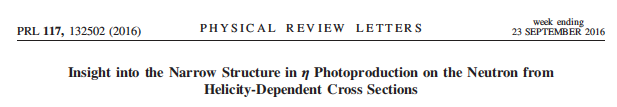 PRL 117, 132502 (2016)
PHYSICAL REVIEW LETTERS
week ending
23 SEPTEMBER 2016
Insight into the Narrow Structure in η Photoproduction on the Neutron from
Helicity-Dependent Cross Sections